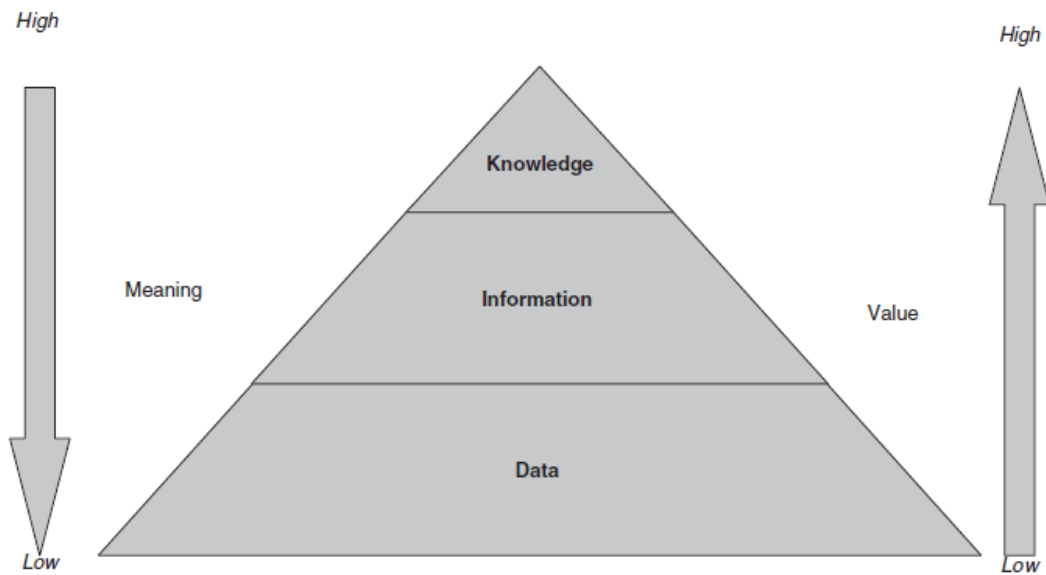 High
High
Knowledge
Meaning
Information
Value
Data
Low
Low